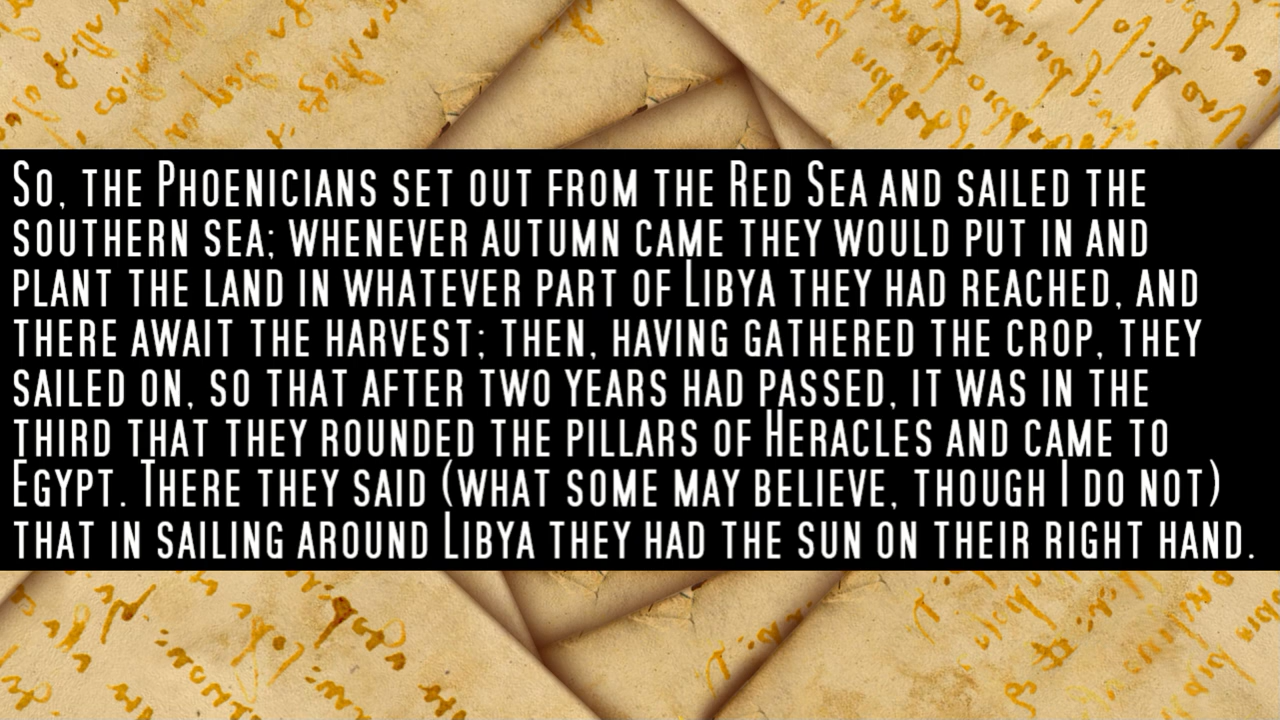 So, the Phoenicians set out from the Red Sea and sailed the
southern sea; whenever autumn came they would put in and
plant the land in whatever part of Libya they had reached, and
there await the harvest; then, having gathered the crop, they
sailed on, so that after two years had passed, it was in the
third that they rounded the pillars of Heracles and came to
Egypt. There they said (what some may believe, though I do not)
that in sailing around Libya they had the sun on their right hand.